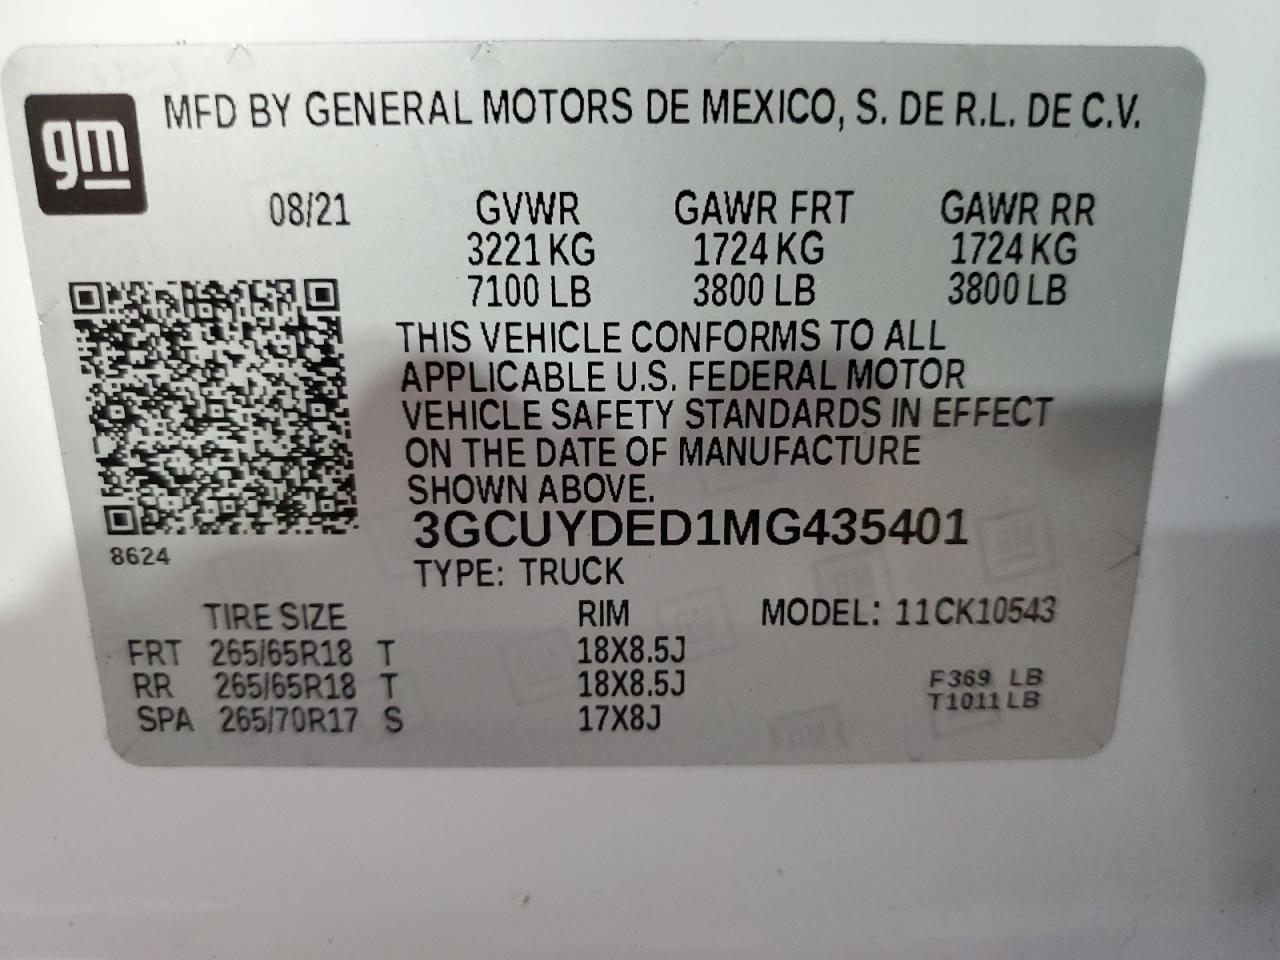 gm
MFD BY GENERAL MOTORS DE MEXICO, S. DE R.L. DE C.V.
08/21 GVWR GAWR FRT GAWR RR
3221 KG 1724 KG 1724 KG
7100 LB 3800 LB 3800 LB
THIS VEHICLE CONFORMS TO ALL
APPLICABLE U.S. FEDERAL MOTOR
VEHICLE SAFETY STANDARDS IN EFFECT
ON THE DATE OF MANUFACTURE
SHOWN ABOVE.
3GCUYDED1MG435401
8624
TYPE: TRUCK
TIRE SIZE RIM MODEL: 11CK10543
FRT 265/65R18 T 18X8.5J
RR 265/65R18 T 18X8.5J F369 LB
T1011 LB
SPA 265/70R17 S 17X8J